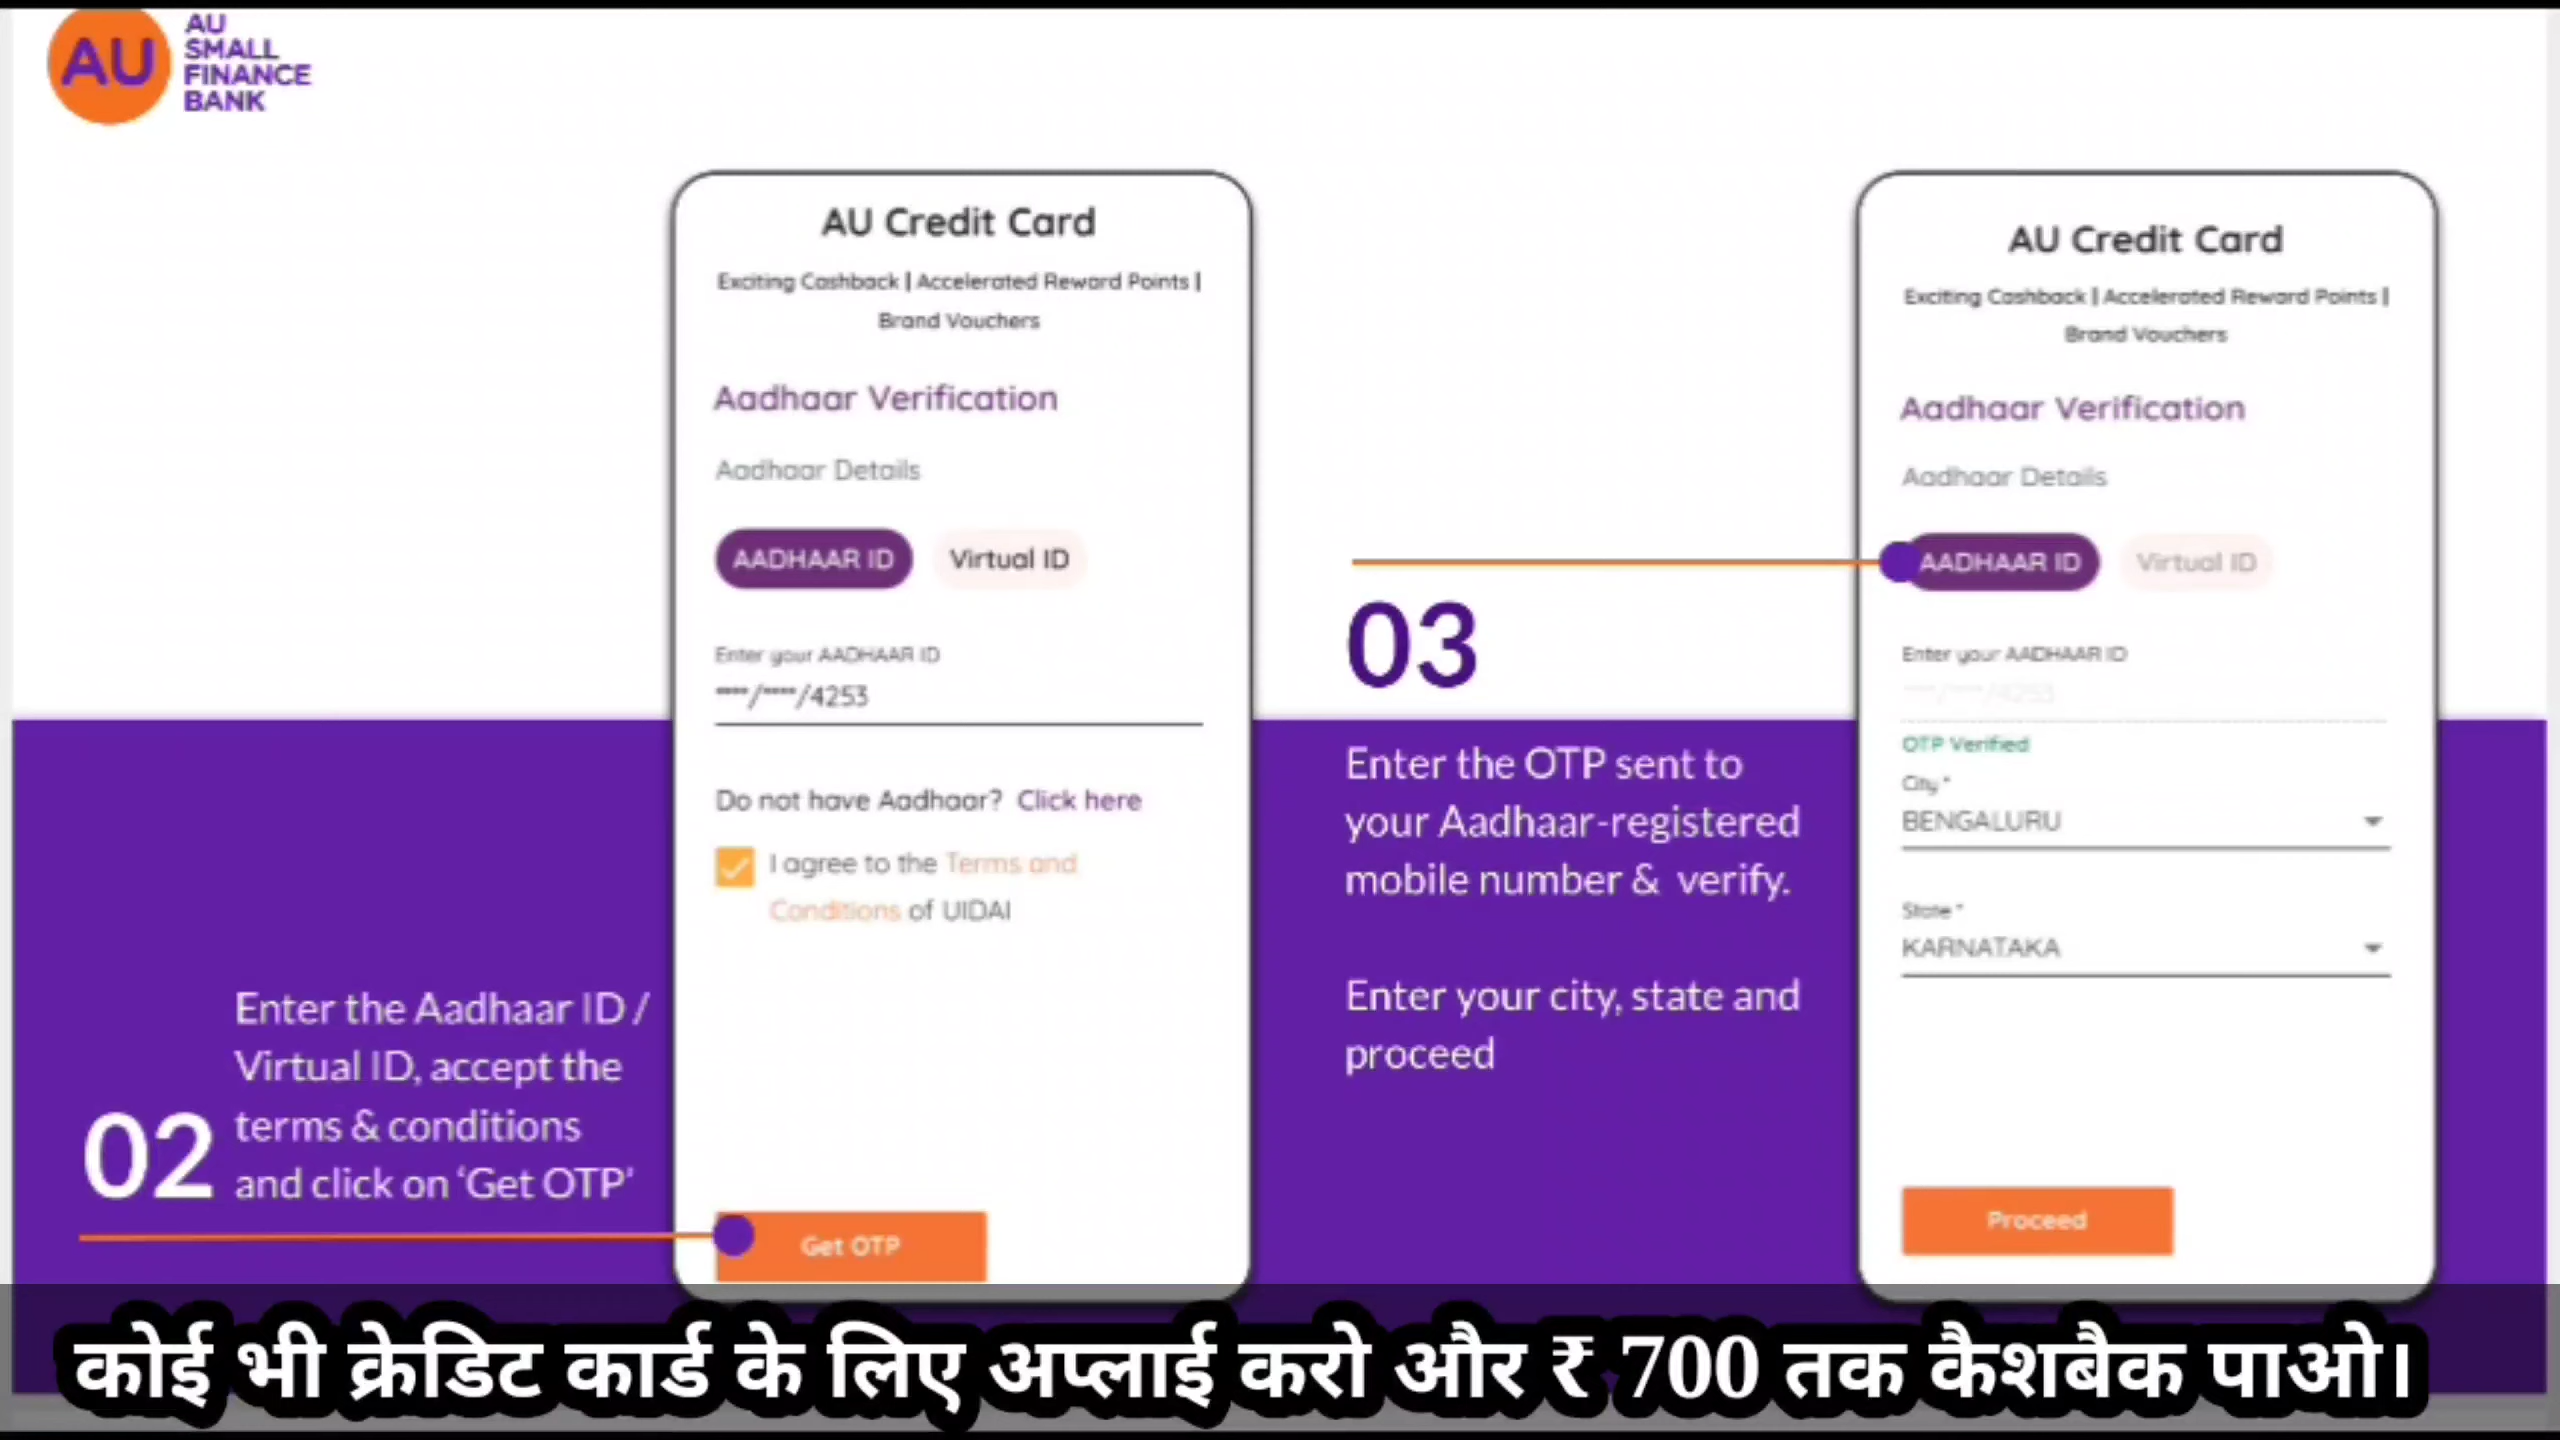 AU
AU
SMALL
FINANCE
BANK
AU Credit Card
Exciting Cashback | Accelerated Reward Points |
Brand Vouchers
Aadhaar Verification
Aadhaar Details
AADHAAR ID
Virtual ID
Enter your AADHAAR ID
****/****/4253
Do not have Aadhaar? Click here
I agree to the Terms and
Conditions of UIDAI
Get OTP
02
Enter the Aadhaar ID /
Virtual ID, accept the
terms & conditions
and click on ‘Get OTP’
03
Enter the OTP sent to
your Aadhaar-registered
mobile number & verify.
Enter your city, state and
proceed
AU Credit Card
Exciting Cashback | Accelerated Reward Points |
Brand Vouchers
Aadhaar Verification
Aadhaar Details
AADHAAR ID
Virtual ID
Enter your AADHAAR ID
****/****/4253
OTP Verified
City *
BENGALURU
State *
KARNATAKA
Proceed
कोई भी क्रेडिट कार्ड के लिए अप्लाई करो और ₹ 700 तक कैशबैक पाओ।